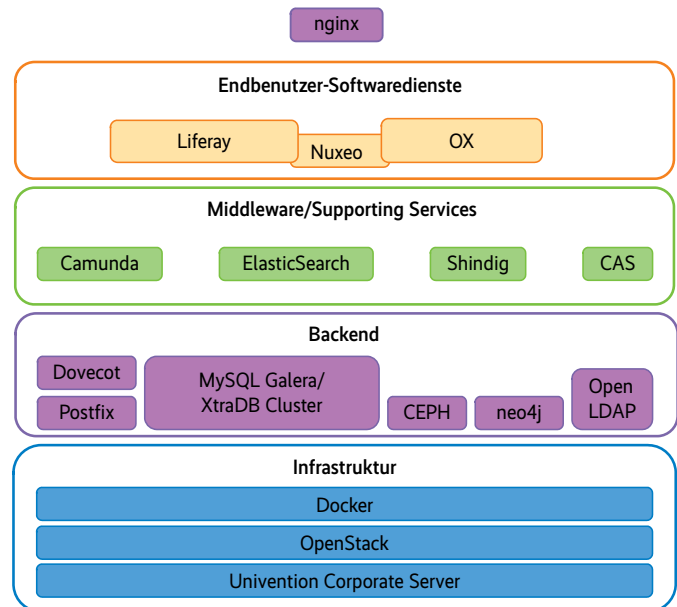 nginx
Endbenutzer-Softwaredienste
Liferay
Nuxeo
OX
Middleware/Supporting Services
Camunda
ElasticSearch
Shindig
CAS
Backend
Dovecot
Postfix
MySQL Galera/
XtraDB Cluster
CEPH
neo4j
Open
LDAP
Infrastruktur
Docker
OpenStack
Univention Corporate Server